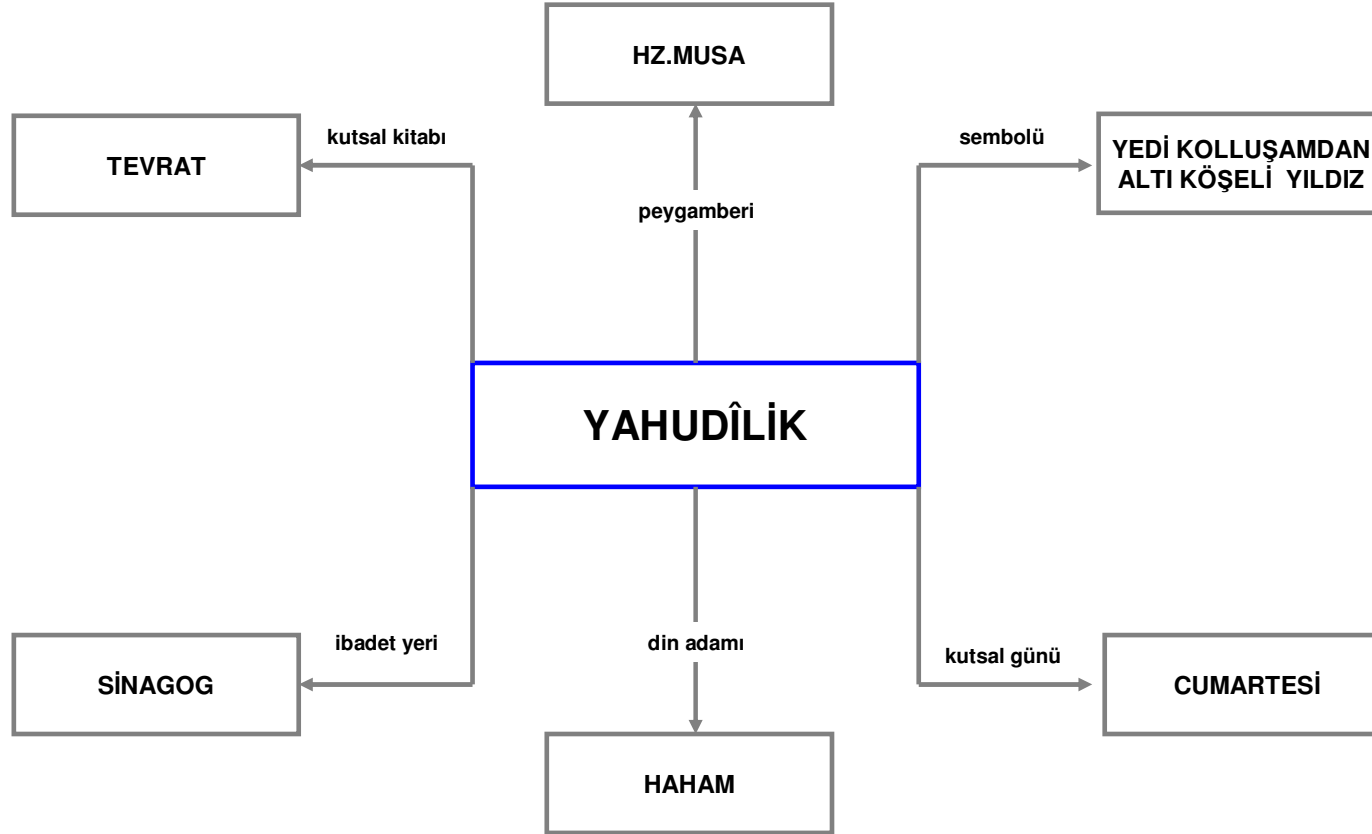 HZ.MUSA
kutsal kitabı
sembolü
TEVRAT
YEDİ KOLLUŞAMDAN
ALTI KÖŞELİ YILDIZ
peygamberi
YAHUDÎLİK
ibadet yeri
din adamı
kutsal günü
SİNAGOG
CUMARTESİ
HAHAM